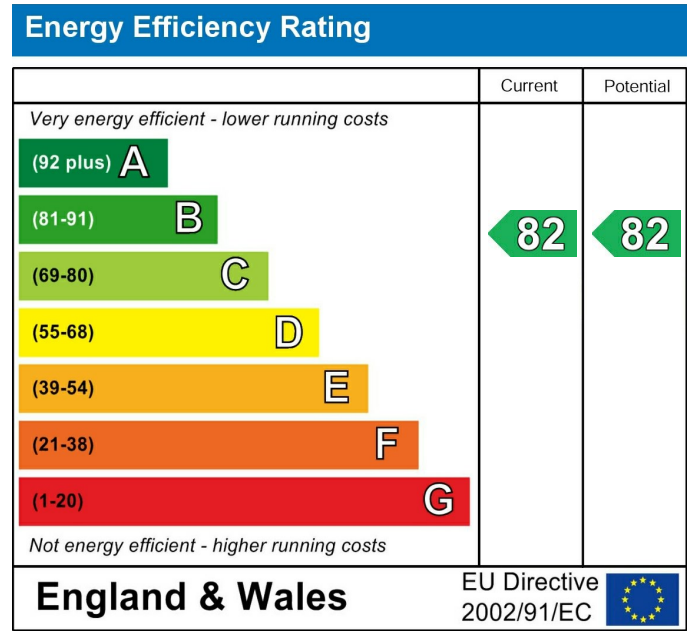 Energy Efficiency Rating
Current Potential
Very energy efficient - lower running costs
(92 plus) A
(81-91) B 82 82
(69-80) C
(55-68) D
(39-54) E
(21-38) F
(1-20) G
Not energy efficient - higher running costs
England & Wales
EU Directive
2002/91/EC